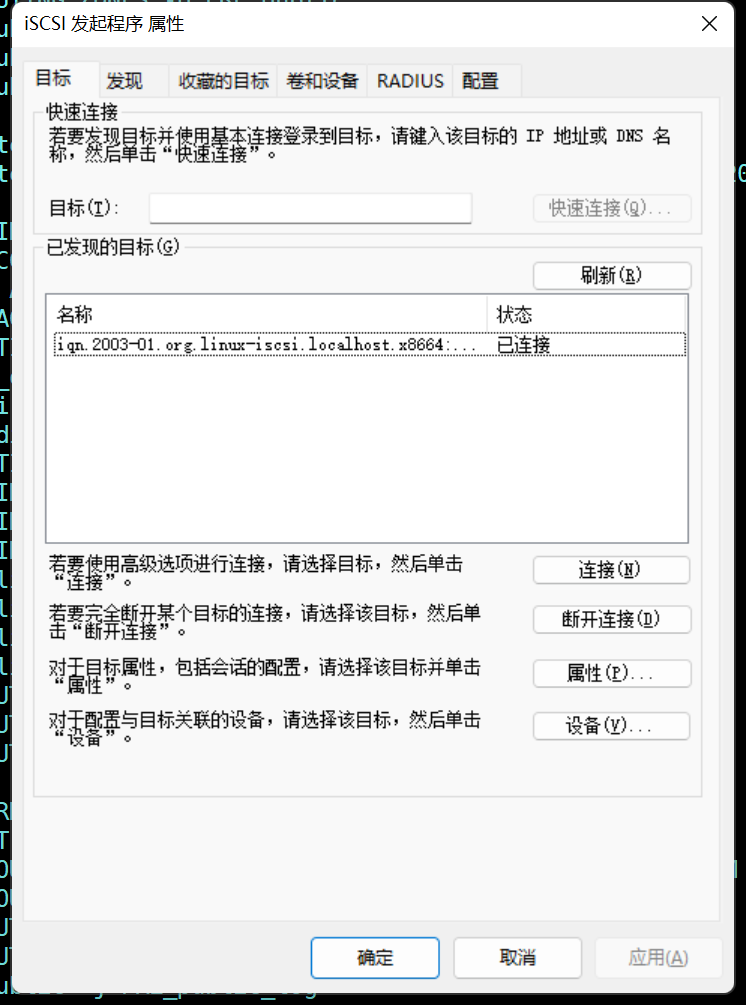 iSCSI 发起程序 属性
目标 发现 收藏的目标 卷和设备 RADIUS 配置
快速连接
若要发现目标并使用基本连接登录到目标，请键入该目标的 IP 地址或 DNS 名
称，然后单击“快速连接”。
目标(T): 快速连接(Q)...
已发现的目标(G)
刷新(R)
名称 状态
iqn.2003-01.org.linux-iscsi.localhost.x8664:... 已连接
若要使用高级选项进行连接，请选择目标，然后单击
“连接”。
连接(N)
若要完全断开某个目标的连接，请选择该目标，然后单
击“断开连接”。
断开连接(D)
对于目标属性，包括会话的配置，请选择该目标并单击
“属性”。
属性(P)...
对于配置与目标关联的设备，请选择该目标，然后单击
“设备”。
设备(V)...
确定 取消 应用(A)